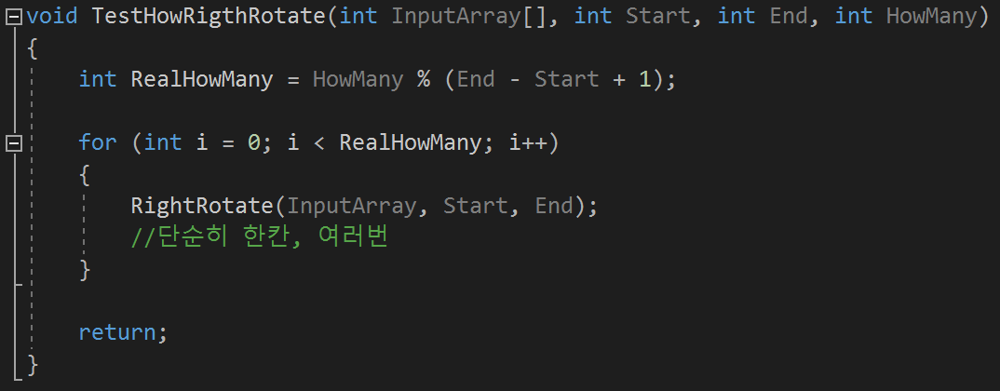 void TestHowRigthRotate(int InputArray[], int Start, int End, int HowMany)
{
int RealHowMany = HowMany % (End - Start + 1);
for (int i = 0; i < RealHowMany; i++)
{
RightRotate(InputArray, Start, End);
//단순히 한칸, 여러번
}
return;
}